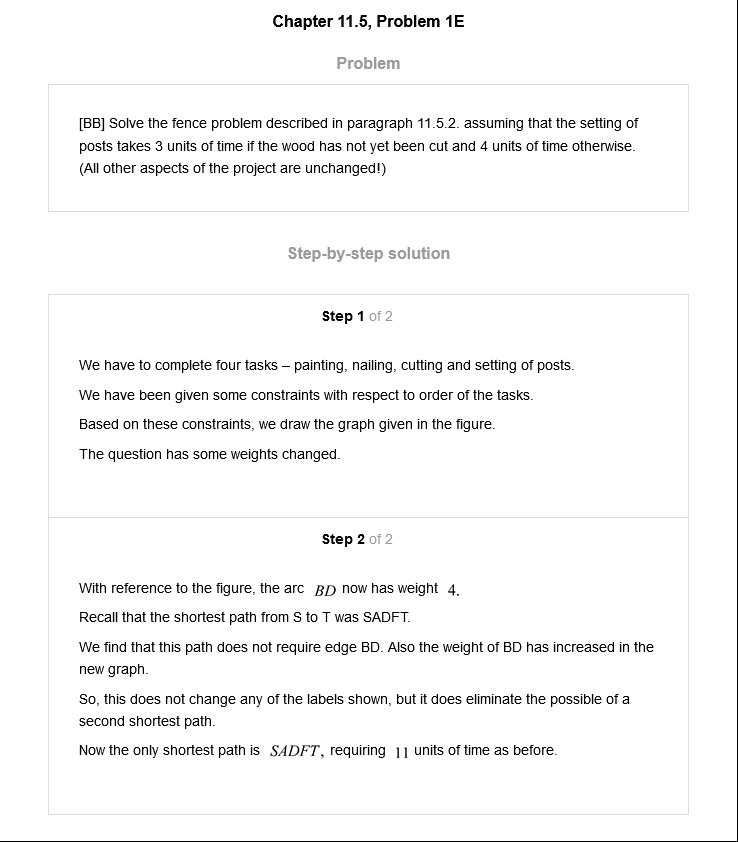 Chapter 11.5, Problem 1E
Problem
[BB] Solve the fence problem described in paragraph 11.5.2. assuming that the setting of
posts takes 3 units of time if the wood has not yet been cut and 4 units of time otherwise.
(All other aspects of the project are unchanged!)
Step-by-step solution
Step 1 of 2
We have to complete four tasks – painting, nailing, cutting and setting of posts.
We have been given some constraints with respect to order of the tasks.
Based on these constraints, we draw the graph given in the figure.
The question has some weights changed.
Step 2 of 2
With reference to the figure, the arc BD now has weight 4.
Recall that the shortest path from S to T was SADFT.
We find that this path does not require edge BD. Also the weight of BD has increased in the
new graph.
So, this does not change any of the labels shown, but it does eliminate the possible of a
second shortest path.
Now the only shortest path is SADFT, requiring 11 units of time as before.